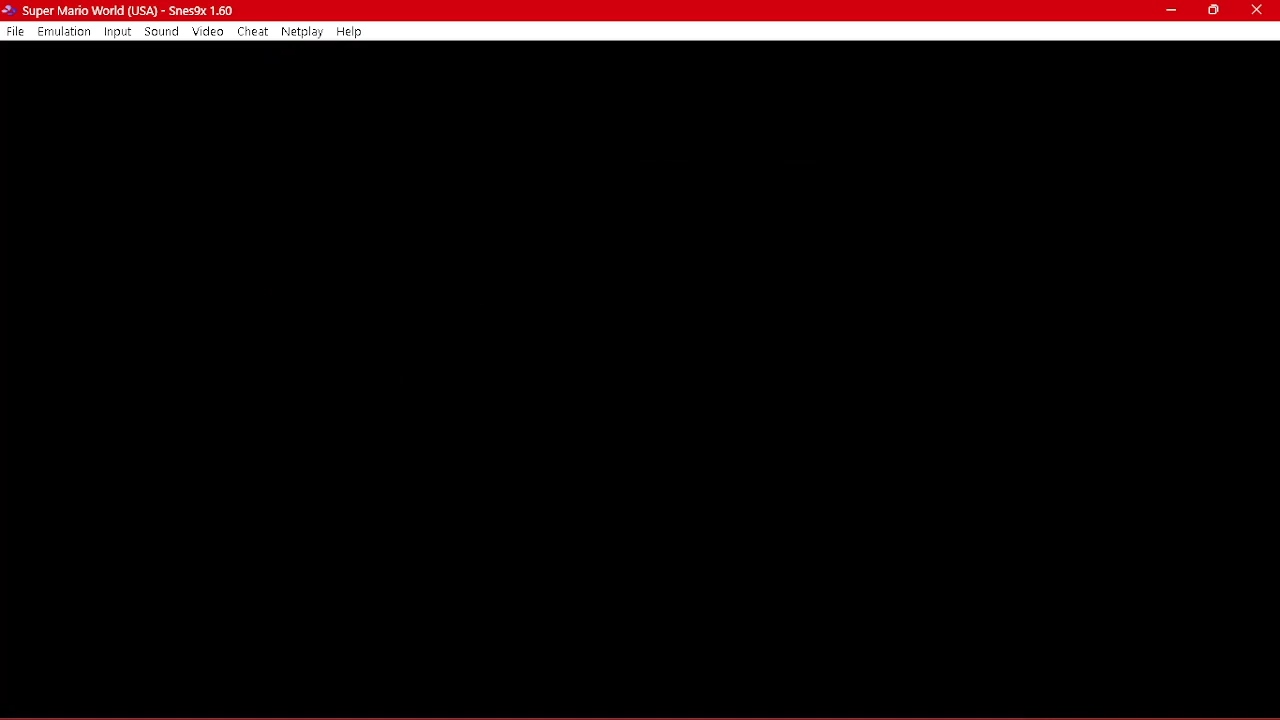 Super Mario World (USA) - Snes9x 1.60
File Emulation Input Sound Video Cheat Netplay Help